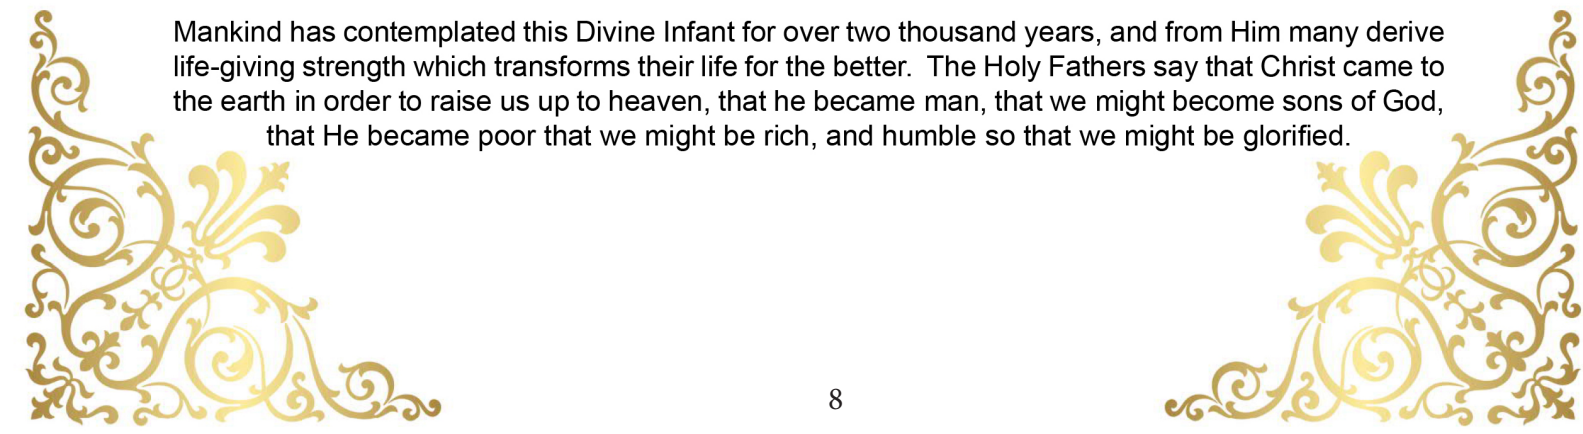 Mankind has contemplated this Divine Infant for over two thousand years, and from Him many derive
life-giving strength which transforms their life for the better.  The Holy Fathers say that Christ came to
the earth in order to raise us up to heaven, that he became man, that we might become sons of God,
that He became poor that we might be rich, and humble so that we might be glorified.
8